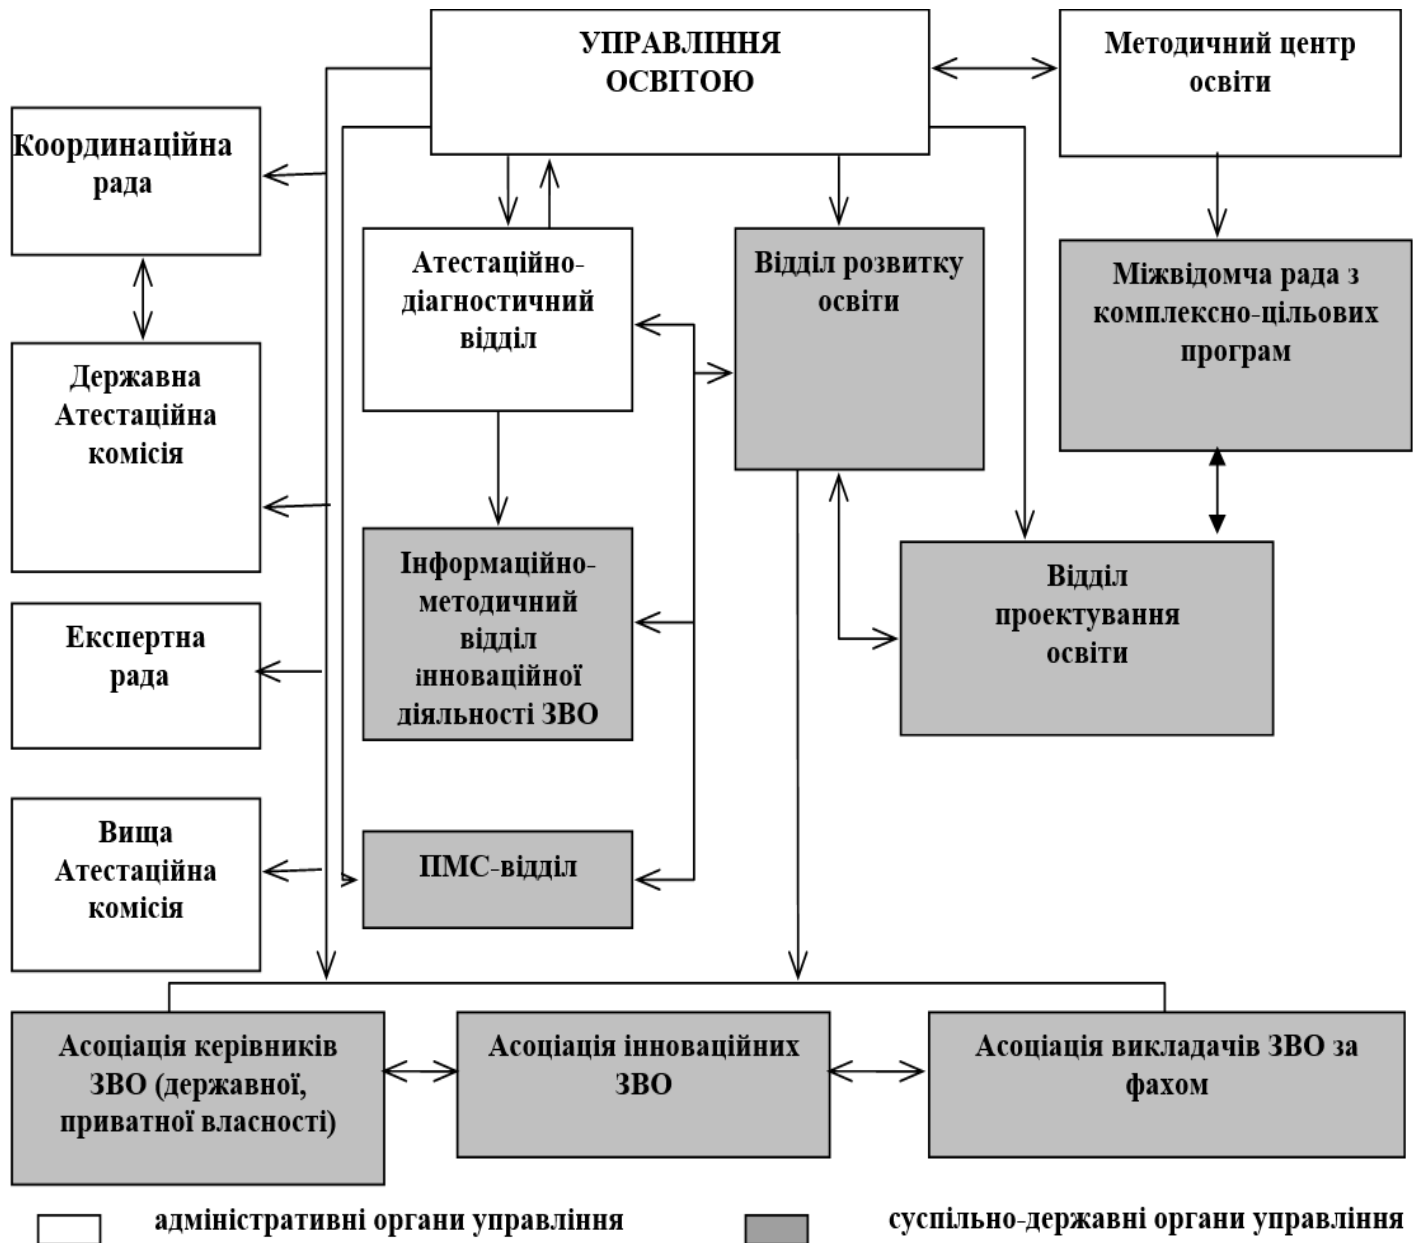 УПРАВЛІННЯ
ОСВІТОЮ
Методичний центр
освіти
Координаційна
рада
Атестаційно-
діагностичний
відділ
Відділ розвитку
освіти
Міжвідомча рада з
комплексно-цільових
програм
Державна
Атестаційна
комісія
Інформаційно-
методичний
відділ
інноваційної
діяльності ЗВО
Відділ
проектування
освіти
Експертна
рада
Вища
Атестаційна
комісія
ПМС-відділ
Асоціація керівників
ЗВО (державної,
приватної власності)
Асоціація інноваційних
ЗВО
Асоціація викладачів ЗВО за
фахом
адміністративні органи управління
суспільно-державні органи управління